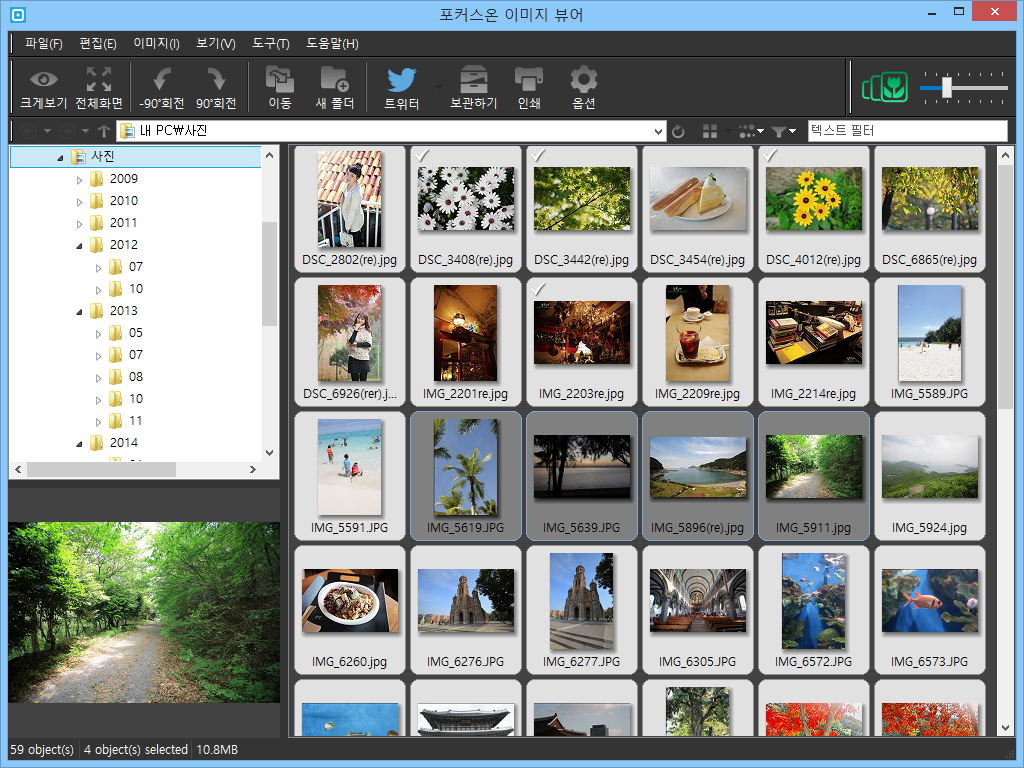 포커스온 이미지 뷰어
파일(F) 편집(E) 이미지(I) 보기(V) 도구(T) 도움말(H)
크게보기 전체화면 -90°회전 90°회전 이동 새 폴더 트위터 보관하기 인쇄 옵션
내 PC₩사진 텍스트 필터
사진
2009
2010
2011
2012
07
10
2013
05
07
08
10
11
2014
DSC_2802(re).jpg DSC_3408(re).jpg DSC_3442(re).jpg DSC_3454(re).jpg DSC_4012(re).jpg DSC_6865(re).jpg
DSC_6926(rer).j... IMG_2201re.jpg IMG_2203re.jpg IMG_2209re.jpg IMG_2214re.jpg IMG_5589.JPG
IMG_5591.JPG IMG_5619.JPG IMG_5639.JPG IMG_5896(re).jpg IMG_5911.jpg IMG_5924.jpg
IMG_6260.jpg IMG_6276.JPG IMG_6277.JPG IMG_6305.JPG IMG_6572.JPG IMG_6573.JPG
59 object(s) 4 object(s) selected 10.8MB